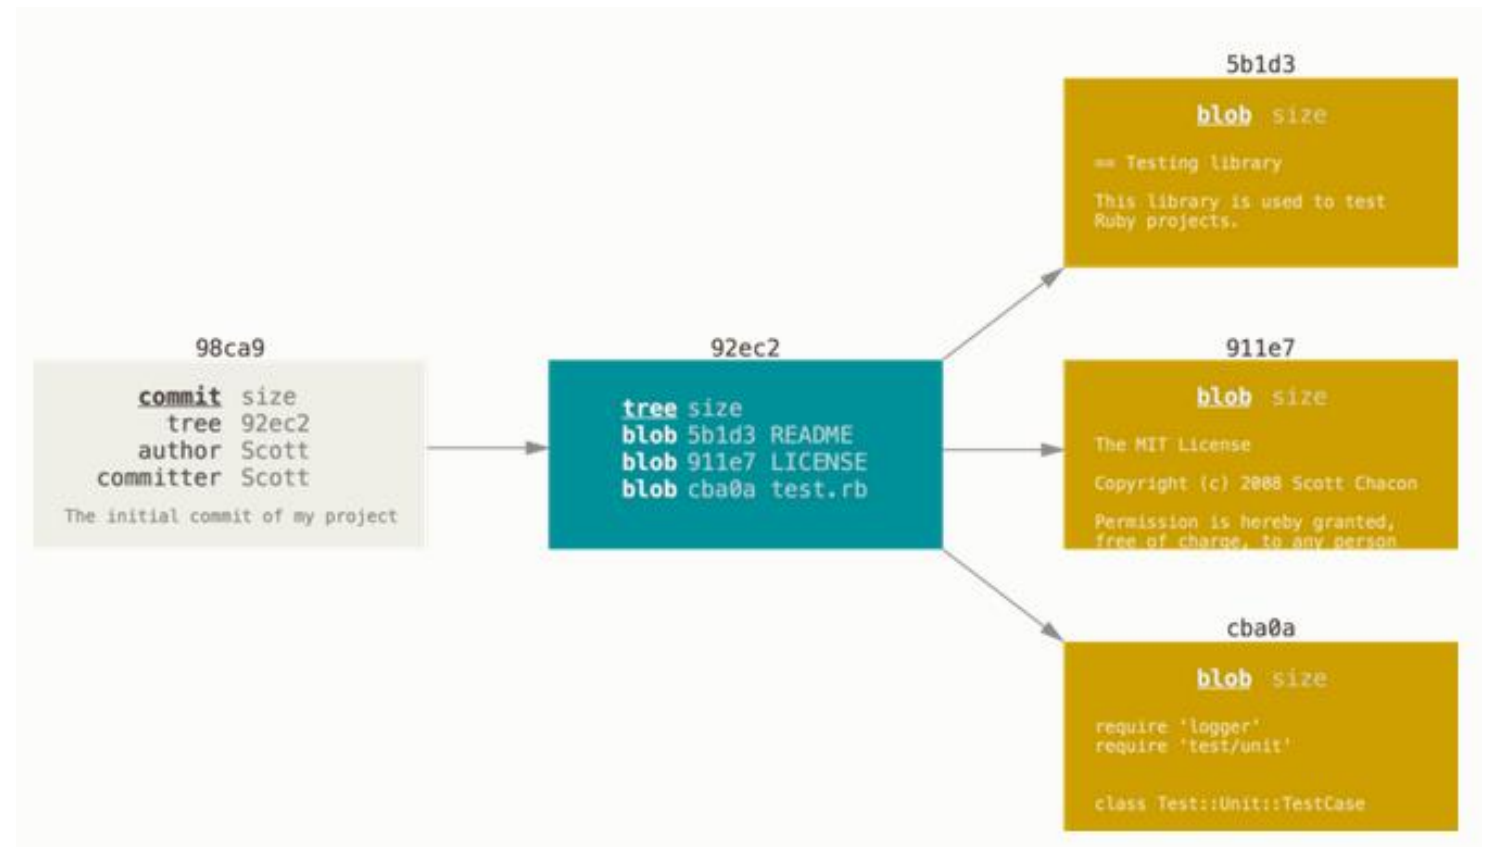 98ca9
commit size
tree 92ec2
author Scott
committer Scott
The initial commit of my project
92ec2
tree size
blob 5b1d3 README
blob 911e7 LICENSE
blob cba0a test.rb
5b1d3
blob size
== Testing library
This library is used to test
Ruby projects.
911e7
blob size
The MIT License
Copyright (c) 2008 Scott Chacon
Permission is hereby granted,
free of charge, to any person
cba0a
blob size
require 'logger'
require 'test/unit'
class Test::Unit::TestCase